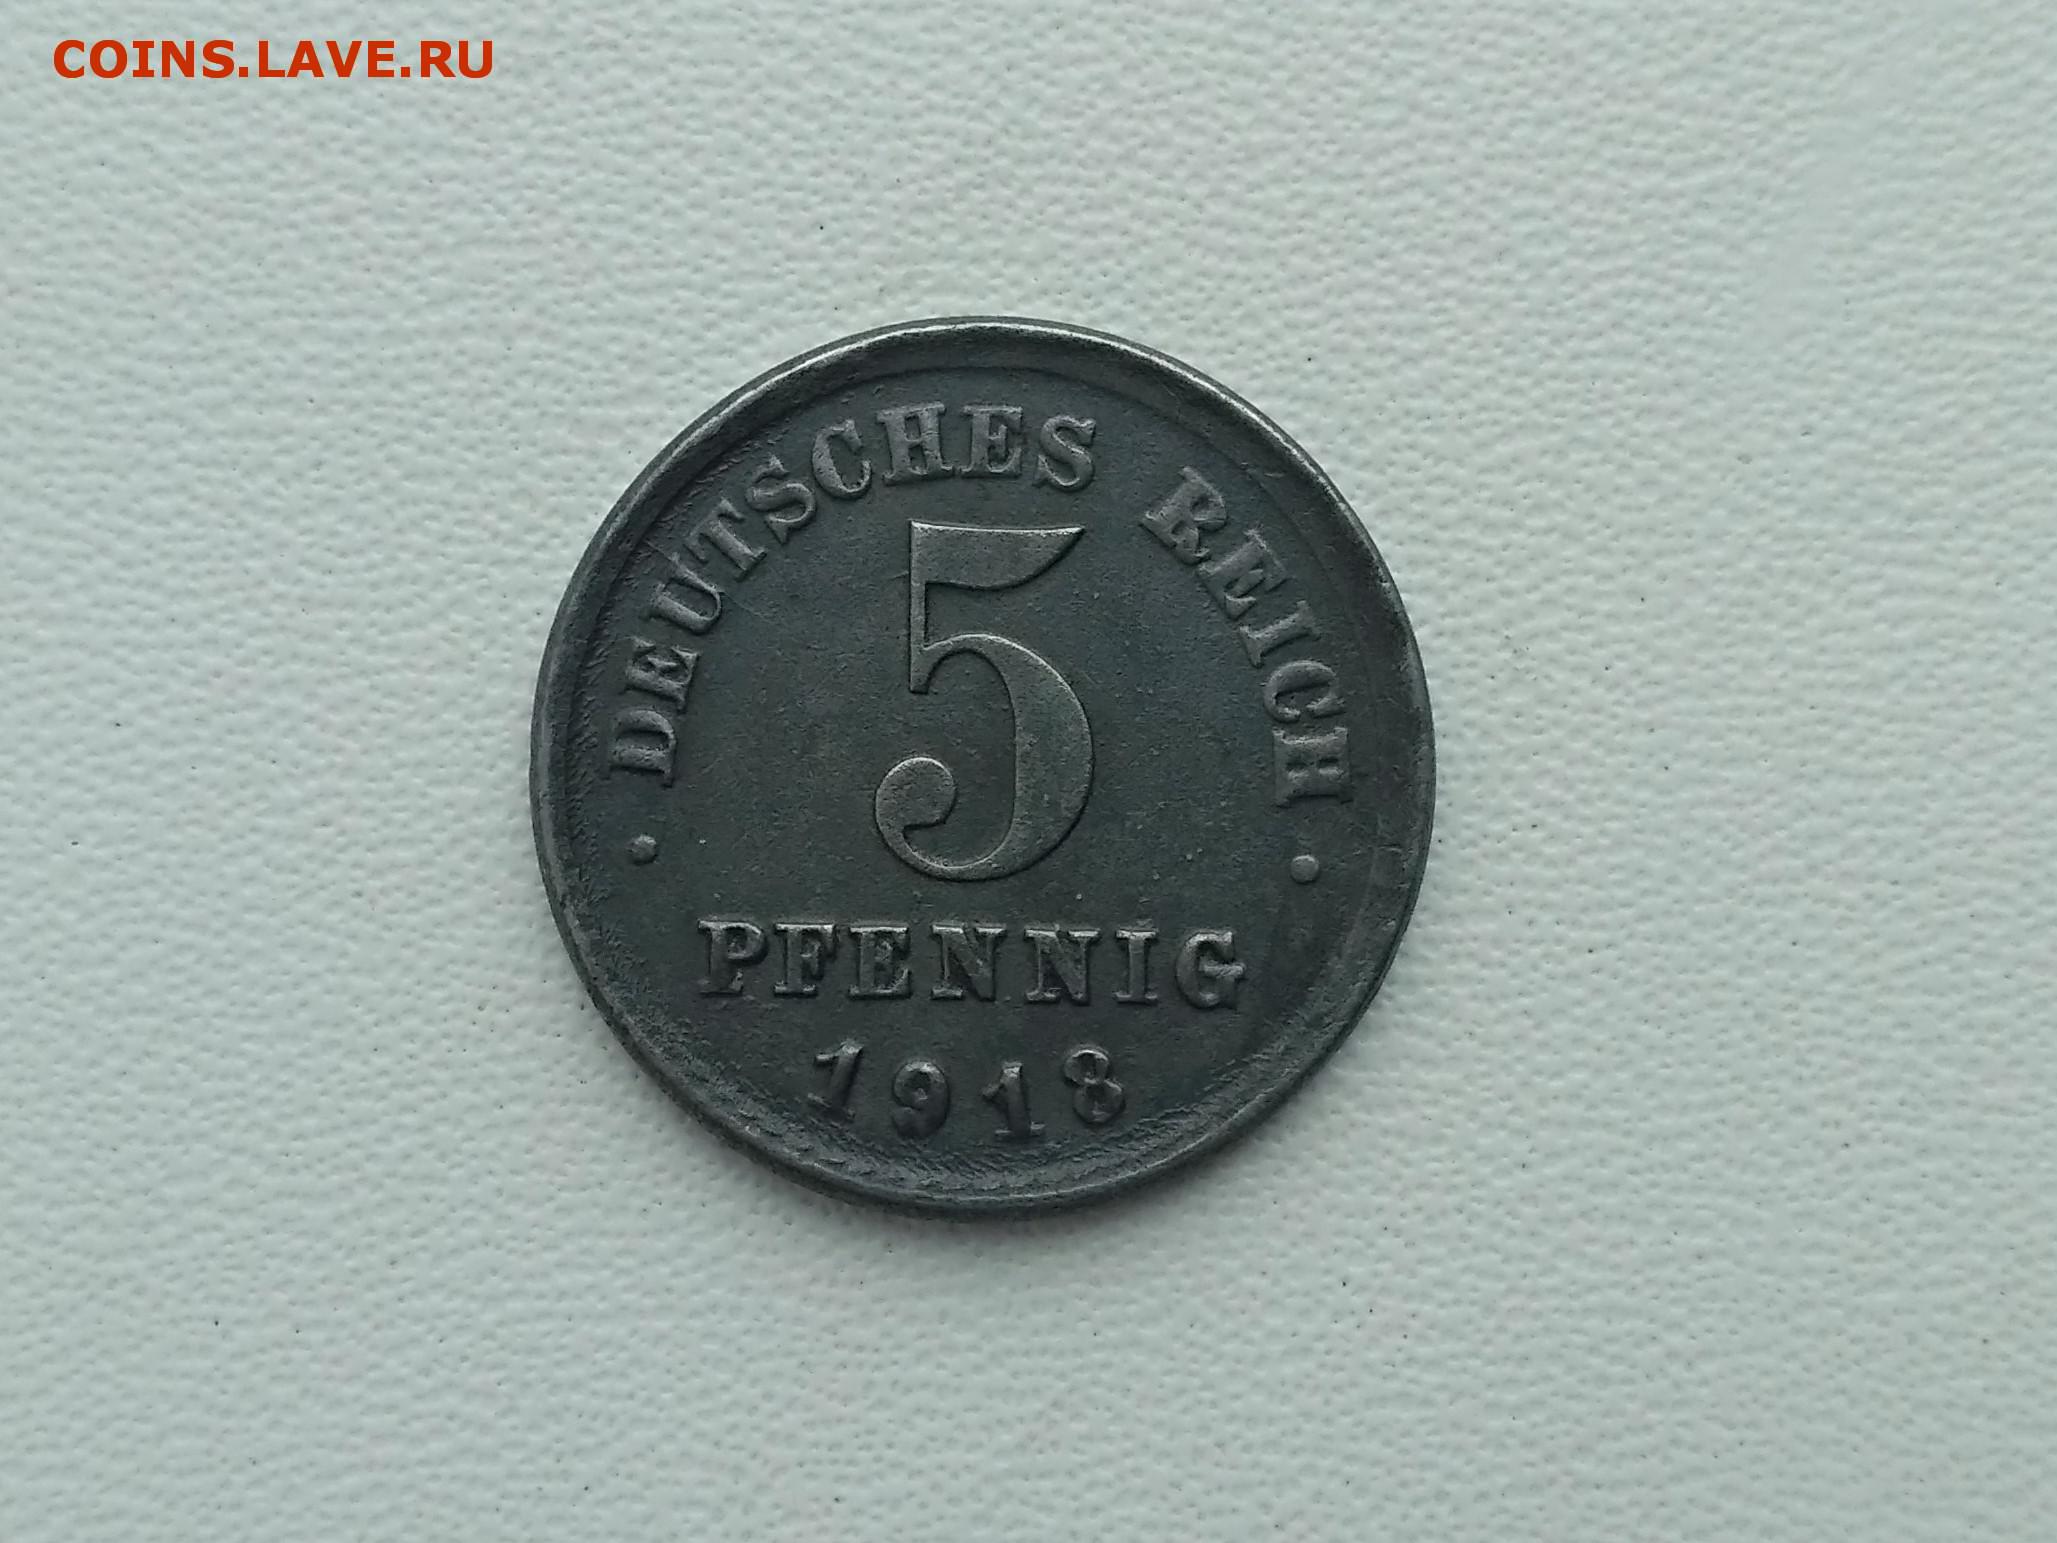 COINS.LAVE.RU
· DEUTSCHES REICH ·
5
PFENNIG
1918